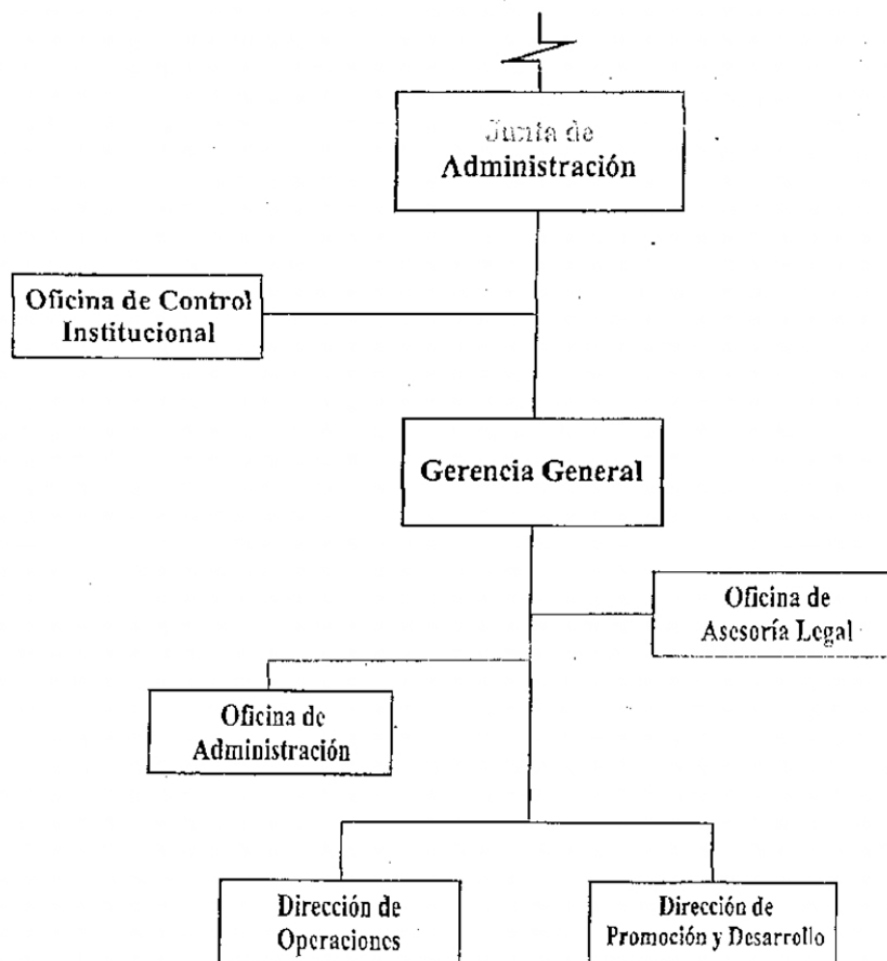 Junta de
Administración
Oficina de Control
Institucional
Gerencia General
Oficina de
Asesoría Legal
Oficina de
Administración
Dirección de
Operaciones
Dirección de
Promoción y Desarrollo